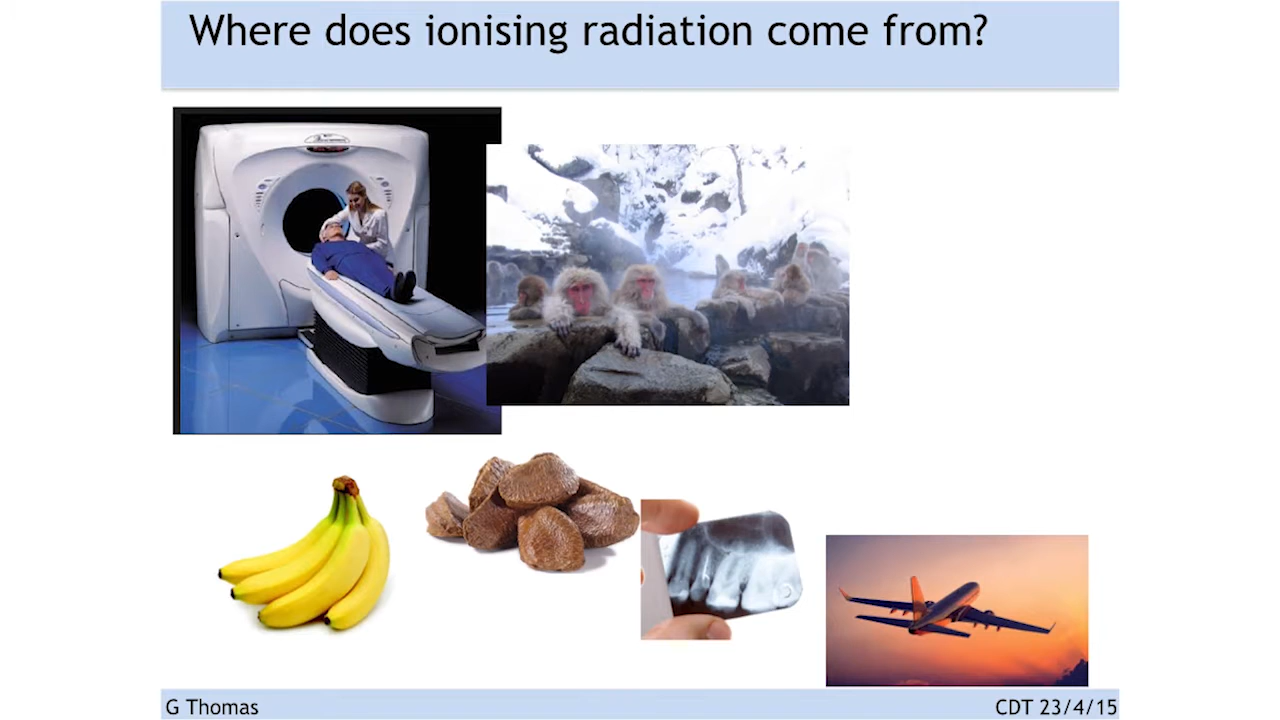 Where does ionising radiation come from?
G Thomas
CDT 23/4/15